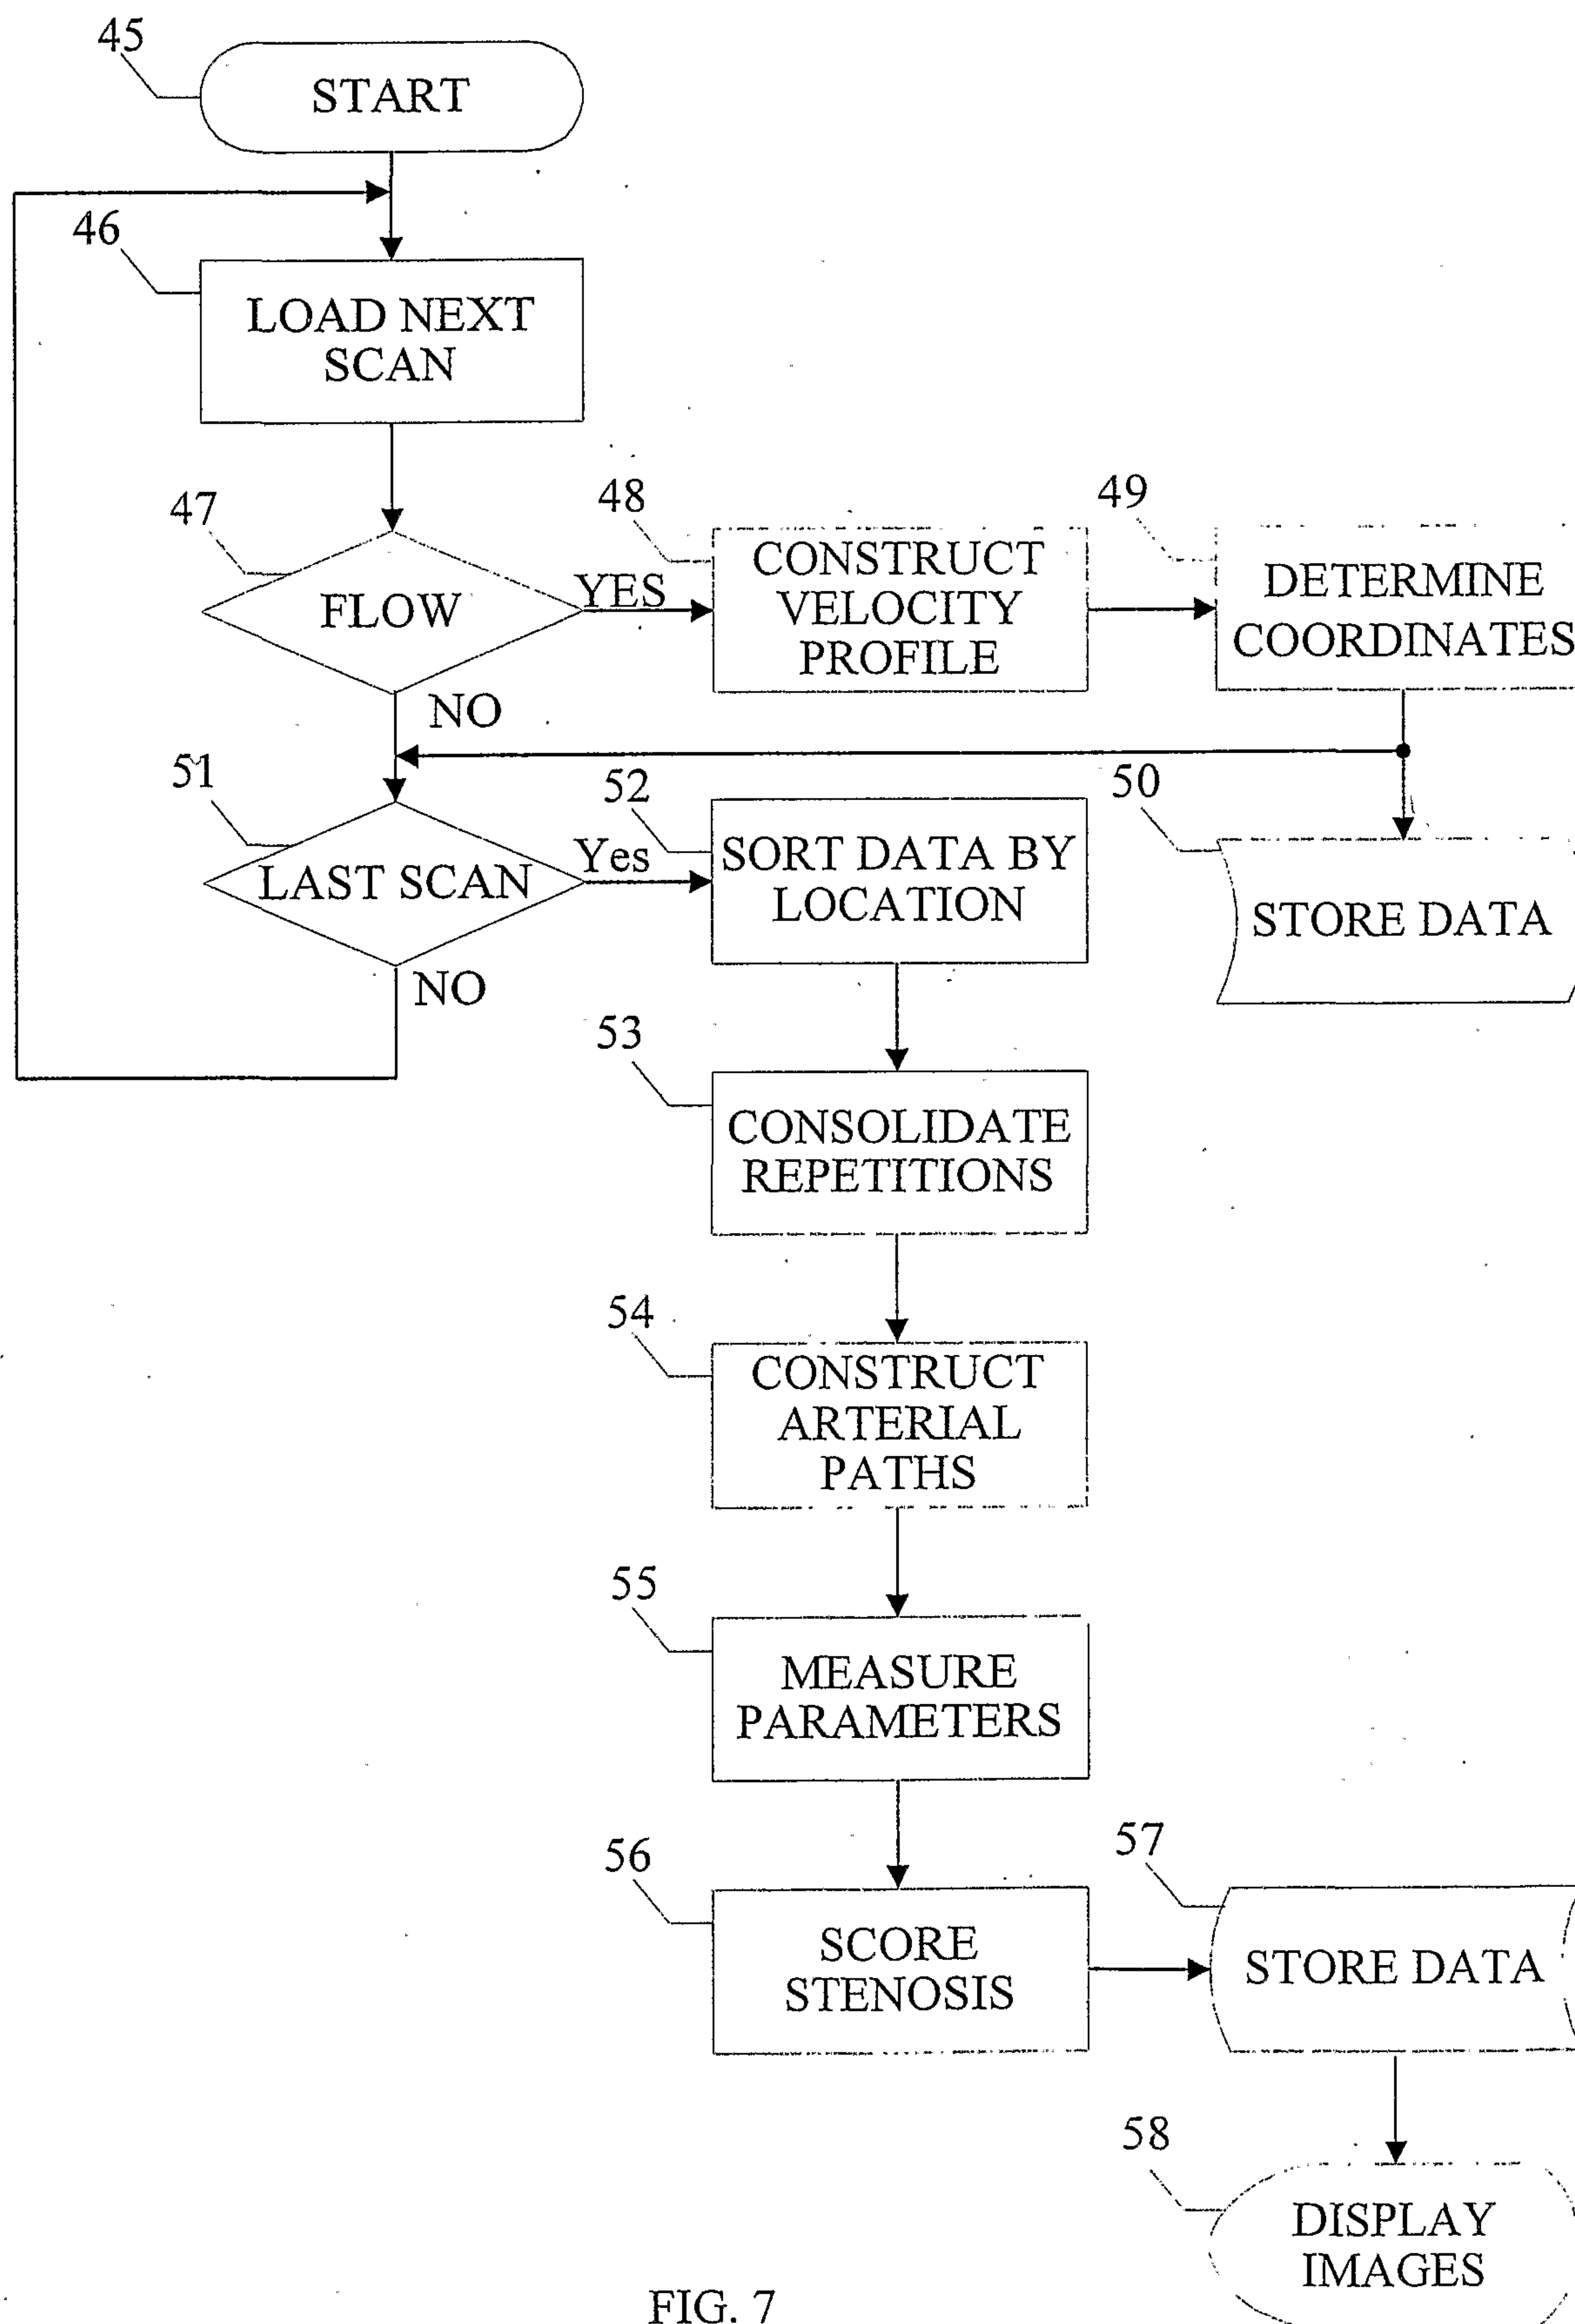 45
START
46
LOAD NEXT
SCAN
47
FLOW
YES
48
CONSTRUCT
VELOCITY
PROFILE
49
DETERMINE
COORDINATES
NO
50
STORE DATA
51
LAST SCAN
Yes
NO
52
SORT DATA BY
LOCATION
53
CONSOLIDATE
REPETITIONS
54
CONSTRUCT
ARTERIAL
PATHS
55
MEASURE
PARAMETERS
56
SCORE
STENOSIS
57
STORE DATA
58
DISPLAY
IMAGES
FIG. 7